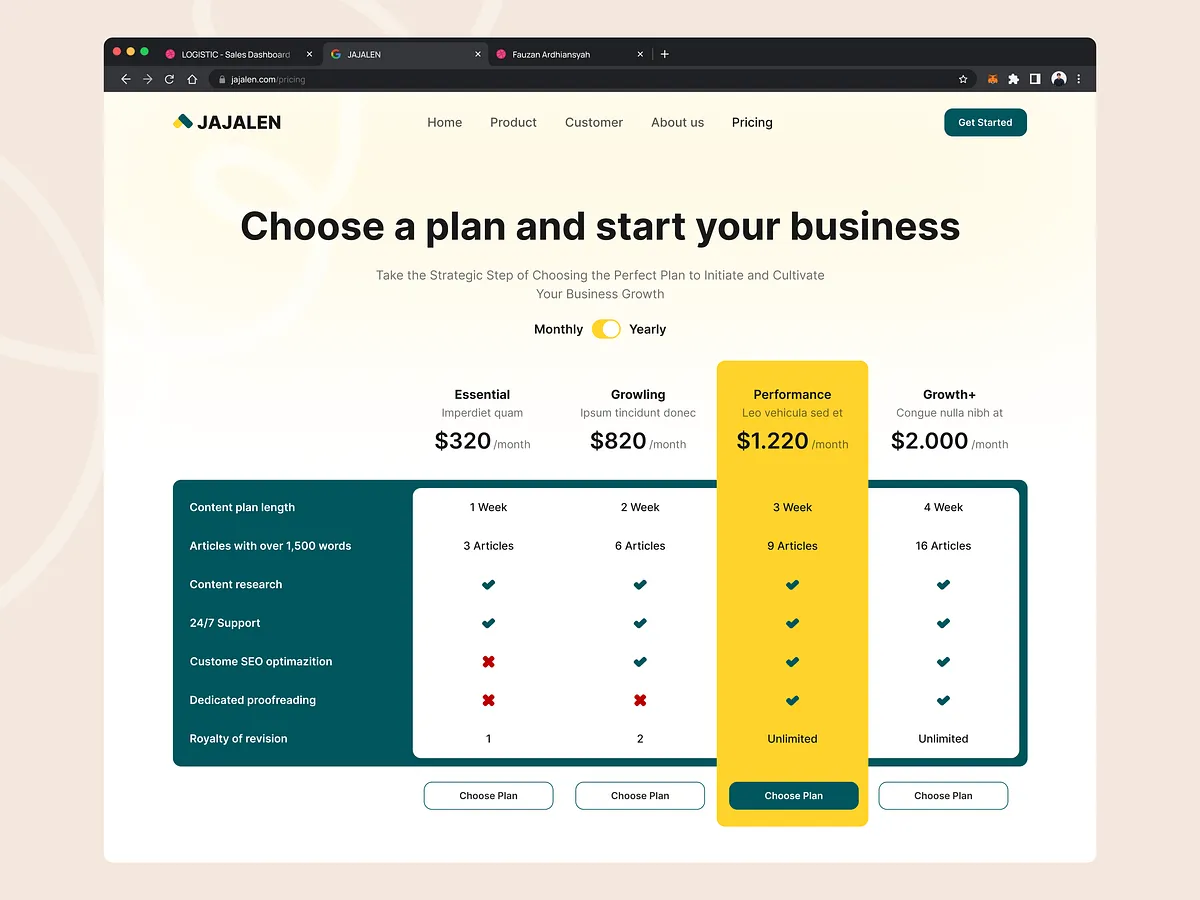 LOGISTIC - Sales Dashboard
JAJALEN
Fauzan Ardhiansyah
jajalen.com/pricing
JAJALEN
Home
Product
Customer
About us
Pricing
Get Started
Choose a plan and start your business
Take the Strategic Step of Choosing the Perfect Plan to Initiate and Cultivate
Your Business Growth
Monthly
Yearly
Essential
Imperdiet quam
$320 /month
Growling
Ipsum tincidunt donec
$820 /month
Performance
Leo vehicula sed et
$1.220 /month
Growth+
Congue nulla nibh at
$2.000 /month
Content plan length
1 Week
2 Week
3 Week
4 Week
Articles with over 1,500 words
3 Articles
6 Articles
9 Articles
16 Articles
Content research
24/7 Support
Custome SEO optimazition
Dedicated proofreading
Royalty of revision
1
2
Unlimited
Unlimited
Choose Plan
Choose Plan
Choose Plan
Choose Plan